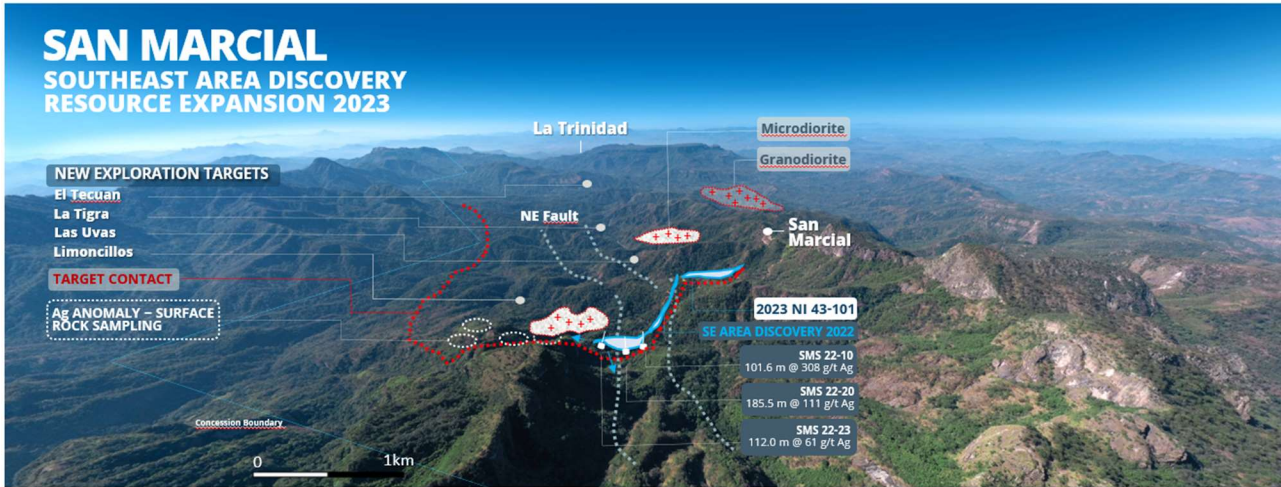 SAN MARCIAL
SOUTHEAST AREA DISCOVERY
RESOURCE EXPANSION 2023
La Trinidad
Microdiorite
Granodiorite
NEW EXPLORATION TARGETS
El Tecuan
La Tigra
Las Uvas
Limoncillos
NE Fault
San
Marcial
TARGET CONTACT
Ag ANOMALY – SURFACE
ROCK SAMPLING
2023 NI 43-101
SE AREA DISCOVERY 2022
SMS 22-10
101.6 m @ 308 g/t Ag
SMS 22-20
185.5 m @ 111 g/t Ag
SMS 22-23
112.0 m @ 61 g/t Ag
Concession Boundary
0 1km